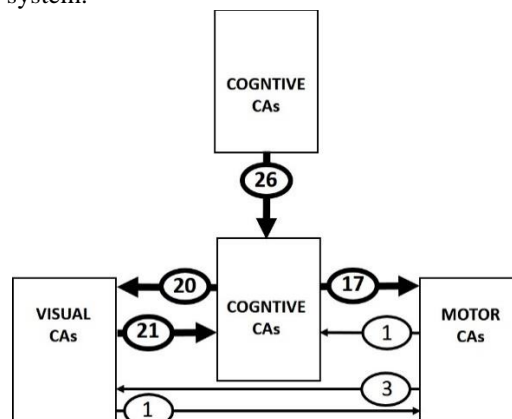 system.
COGNTIVE
CAs
26
20
17
VISUAL
CAs
COGNTIVE
CAs
MOTOR
CAs
21
1
3
1